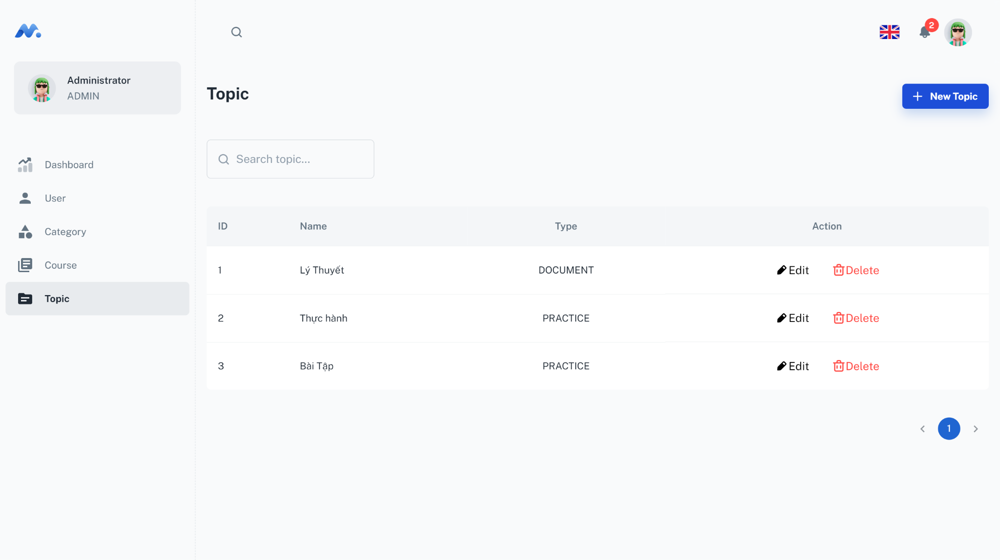 2
Administrator
ADMIN
Topic
New Topic
Search topic...
Dashboard
User
Category
Course
Topic
ID Name Type Action
1 Lý Thuyết DOCUMENT Edit Delete
2 Thực hành PRACTICE Edit Delete
3 Bài Tập PRACTICE Edit Delete
1